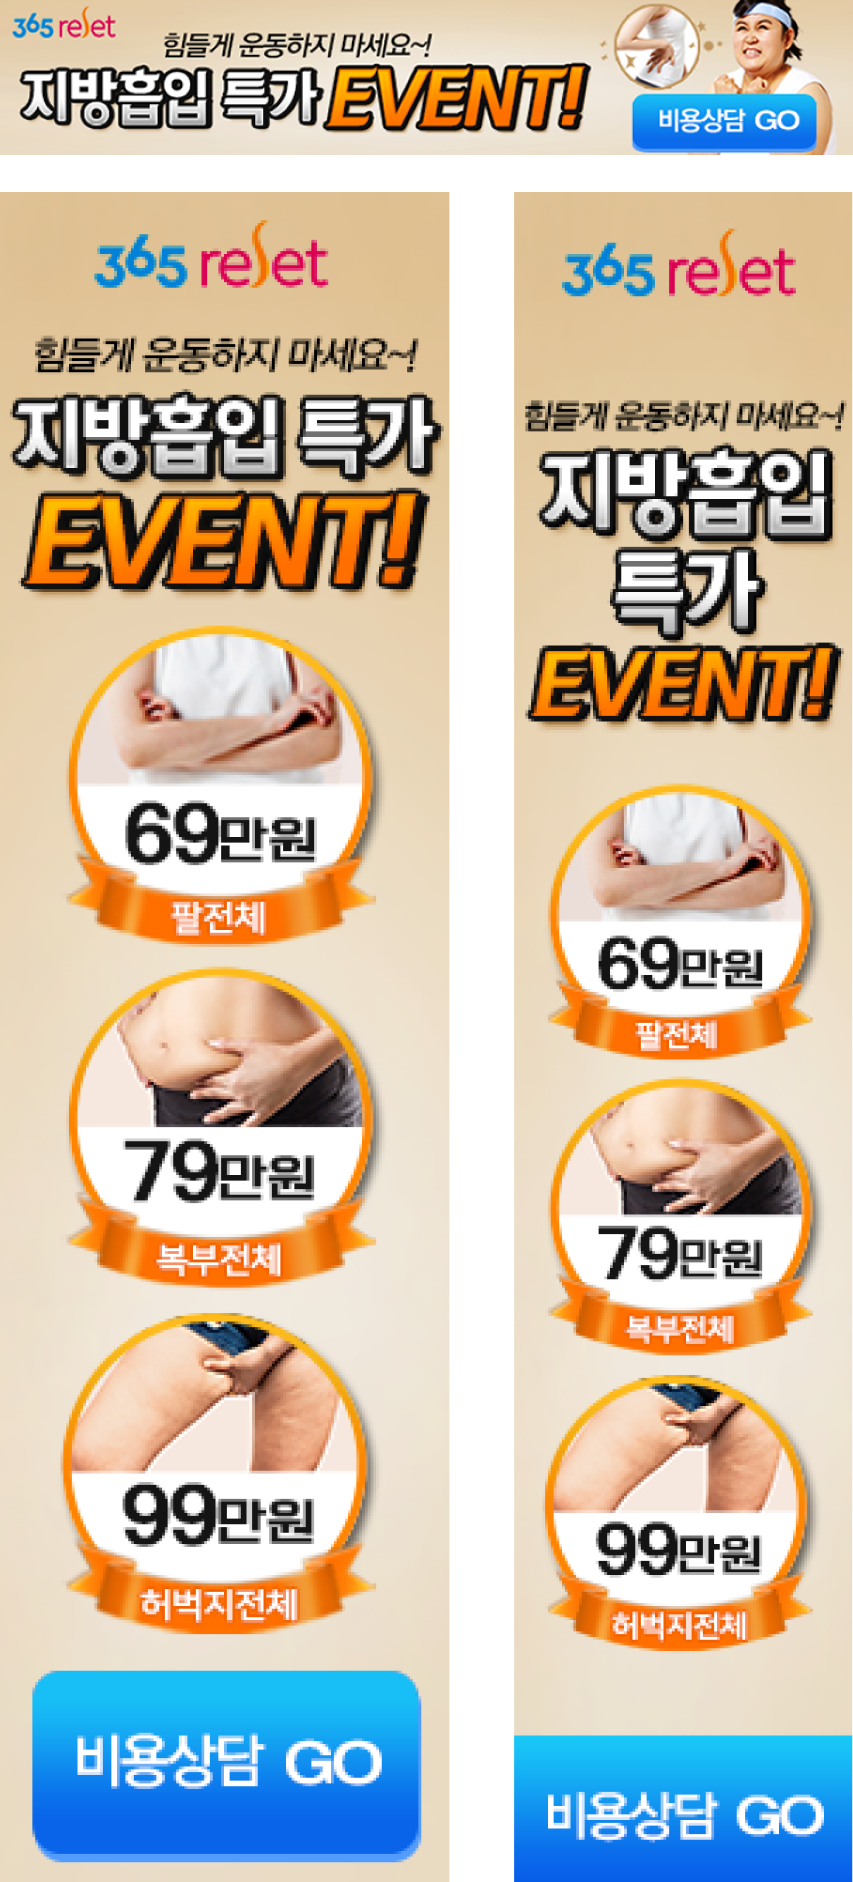 365 reset
힘들게 운동하지 마세요~!
지방흡입 특가 EVENT!
비용상담 GO
365 reset
힘들게 운동하지 마세요~!
지방흡입 특가
EVENT!
69만원
팔전체
79만원
복부전체
99만원
허벅지전체
비용상담 GO
365 reset
힘들게 운동하지 마세요~!
지방흡입
특가
EVENT!
69만원
팔전체
79만원
복부전체
99만원
허벅지전체
비용상담 GO